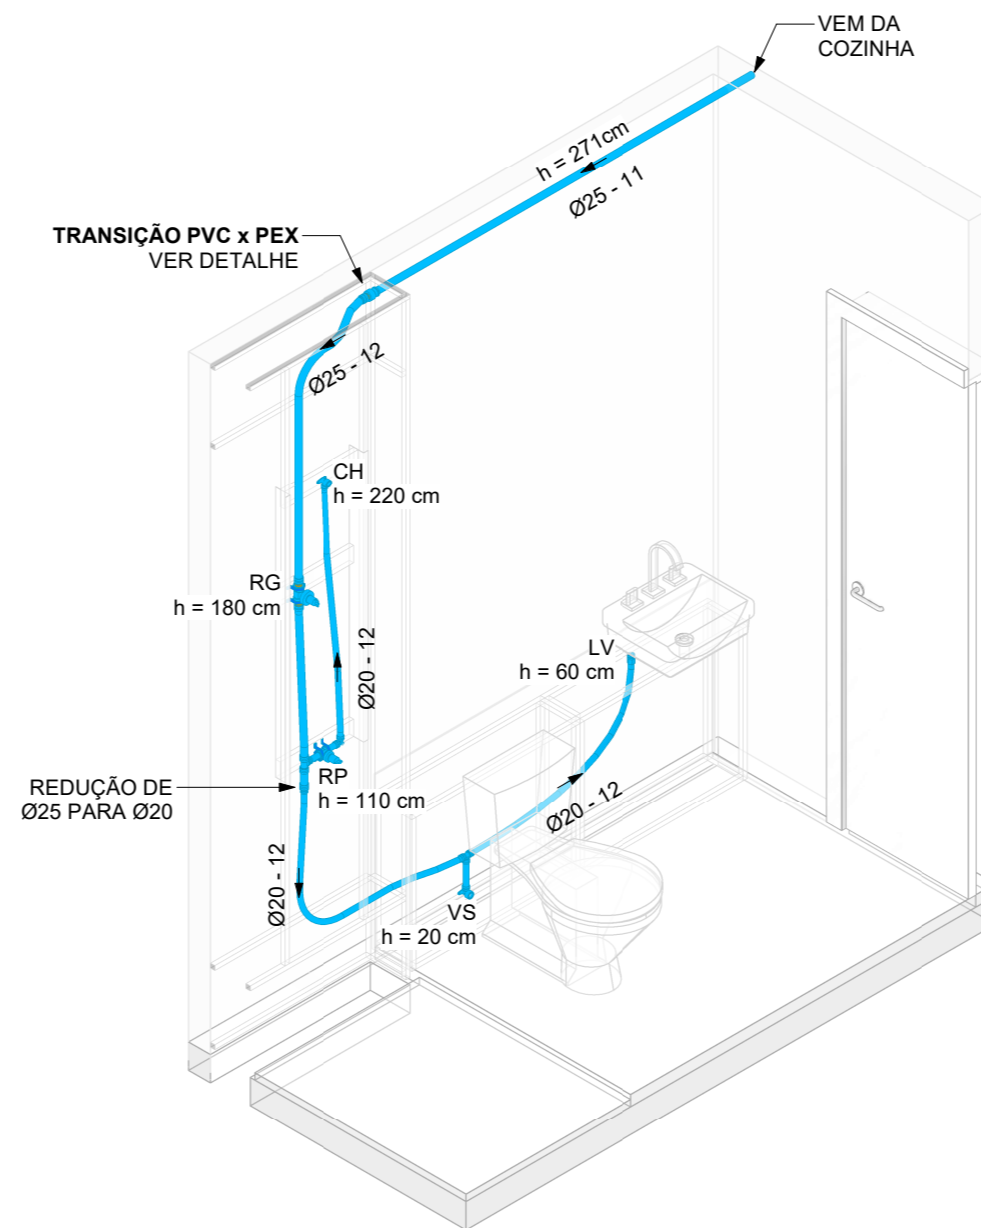 VEM DA
COZINHA
h = 271cm
Ø25 - 11
TRANSIÇÃO PVC x PEX
VER DETALHE
Ø25 - 12
CH
h = 220 cm
RG
h = 180 cm
Ø20 - 12
LV
h = 60 cm
RP
h = 110 cm
REDUÇÃO DE
Ø25 PARA Ø20
Ø20 - 12
Ø20 - 12
VS
h = 20 cm